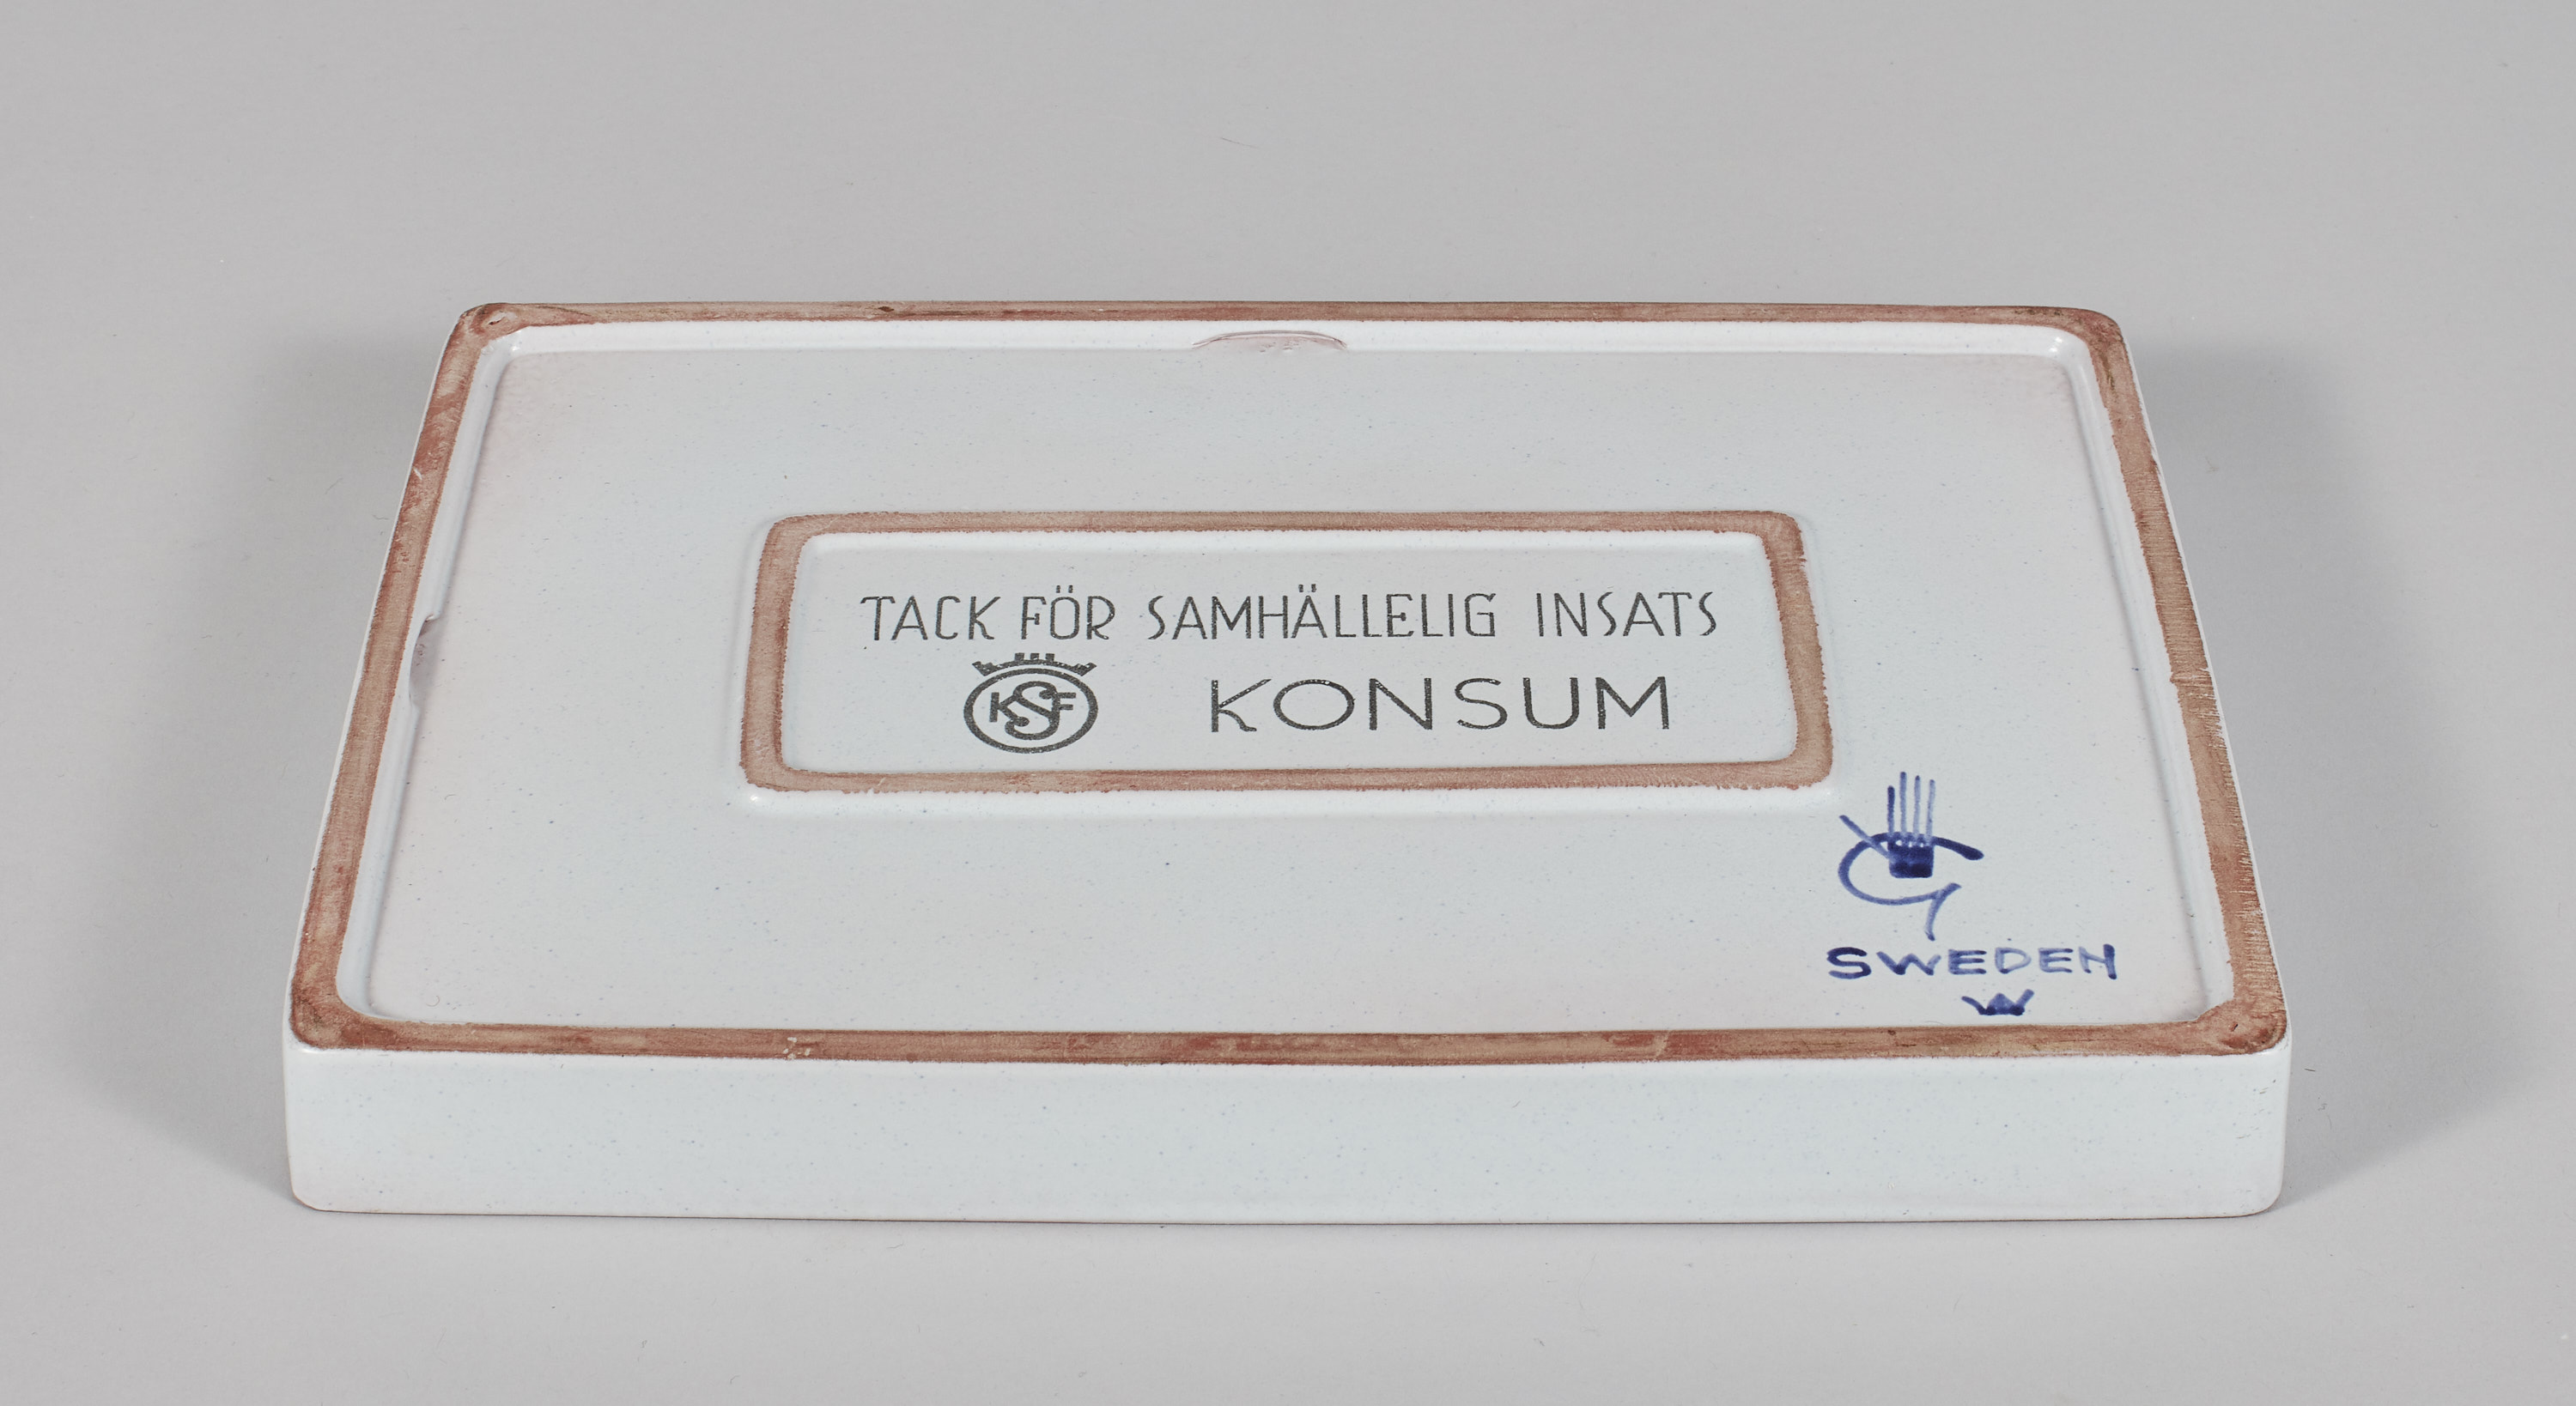 TACK FÖR SAMHÄLLELIG INSATS
KSF KONSUM
SWEDEN